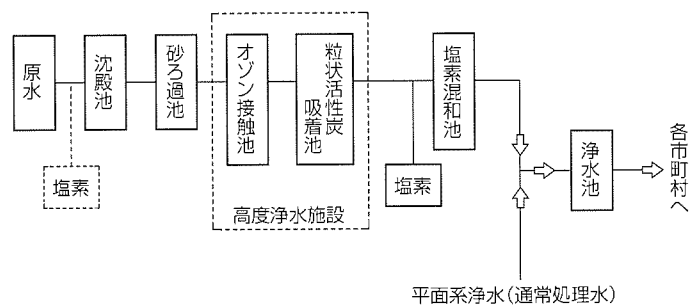 原水
沈殿池
砂ろ過池
オゾン接触池
粒状活性炭
吸着池
塩素混和池
塩素
塩素
高度浄水施設
浄水池
各市町村へ
平面系浄水(通常処理水)